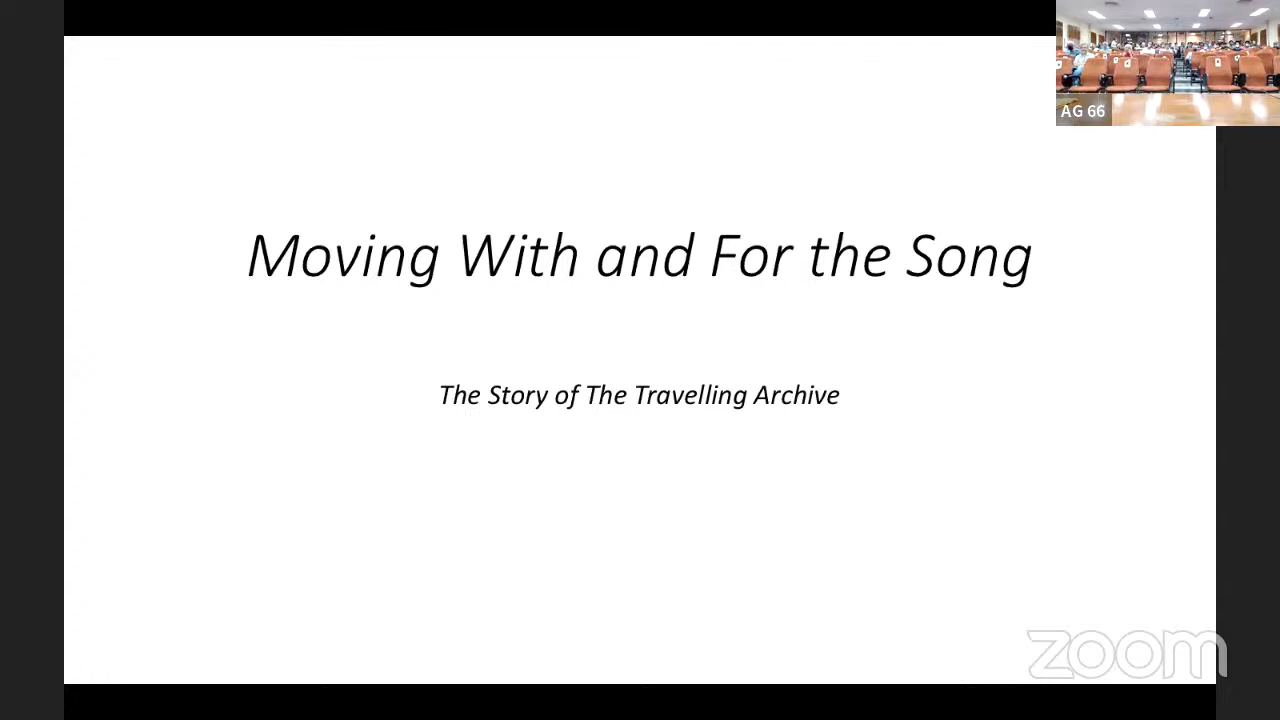 AG 66
Moving With and For the Song
The Story of The Travelling Archive
zoom